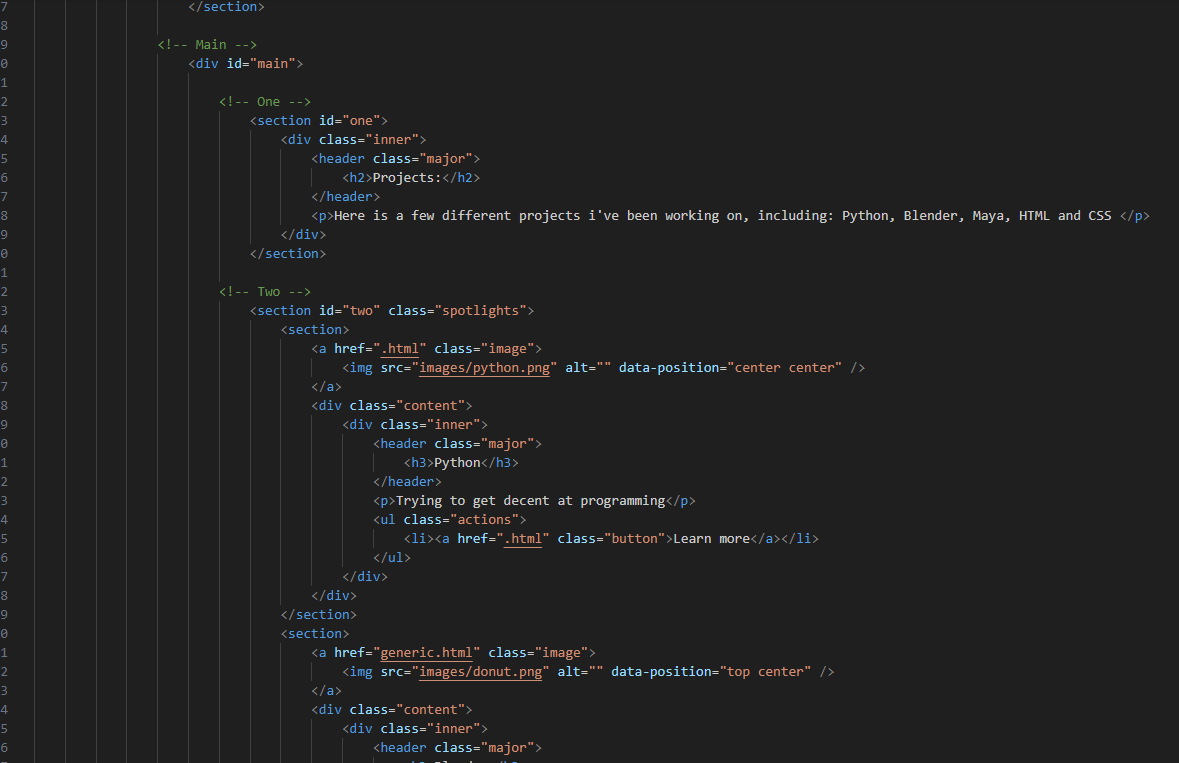 7 </section>
8
9 <!-- Main -->
0 <div id="main">
1
2 <!-- One -->
3 <section id="one">
4 <div class="inner">
5 <header class="major">
6 <h2>Projects:</h2>
7 </header>
8 <p>Here is a few different projects i've been working on, including: Python, Blender, Maya, HTML and CSS </p>
9 </div>
0 </section>
1
2 <!-- Two -->
3 <section id="two" class="spotlights">
4 <section>
5 <a href=".html" class="image">
6 <img src="images/python.png" alt="" data-position="center center" />
7 </a>
8 <div class="content">
9 <div class="inner">
0 <header class="major">
1 <h3>Python</h3>
2 </header>
3 <p>Trying to get decent at programming</p>
4 <ul class="actions">
5 <li><a href=".html" class="button">Learn more</a></li>
6 </ul>
7 </div>
8 </div>
9 </section>
0 <section>
1 <a href="generic.html" class="image">
2 <img src="images/donut.png" alt="" data-position="top center" />
3 </a>
4 <div class="content">
5 <div class="inner">
6 <header class="major">